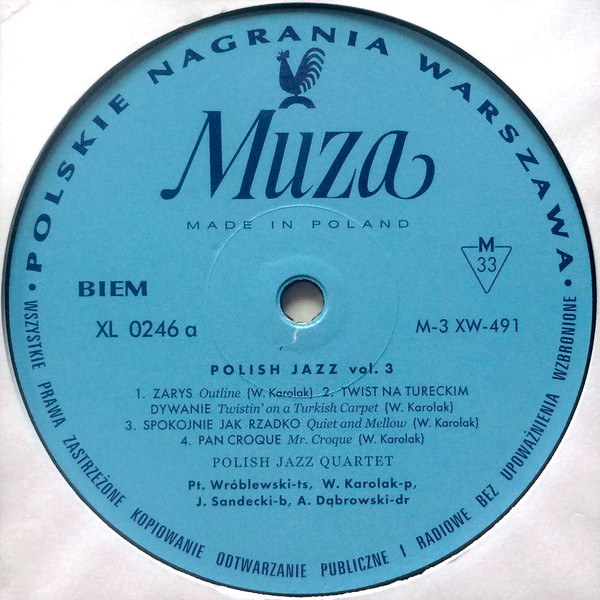 • POLSKIE NAGRANIA WARSZAWA •
Muza
MADE IN POLAND
M
33
BIEM
XL 0246 a
M-3 XW-491
POLISH JAZZ vol. 3
1. ZARYS Outline (W. Karolak) 2. TWIST NA TURECKIM
DYWANIE Twistin' on a Turkish Carpet (W. Karolak)
3. SPOKOJNIE JAK RZADKO Quiet and Mellow (W. Karolak)
4. PAN CROQUE Mr. Croque (W. Karolak)
POLISH JAZZ QUARTET
Pt. Wróblewski-ts, W. Karolak-p,
J. Sandecki-b, A. Dąbrowski-dr
WSZYSTKIE PRAWA ZASTRZEŻONE KOPIOWANIE ODTWARZANIE PUBLICZNE I RADIOWE BEZ UPOWAŻNIENIA WZBRONIONE